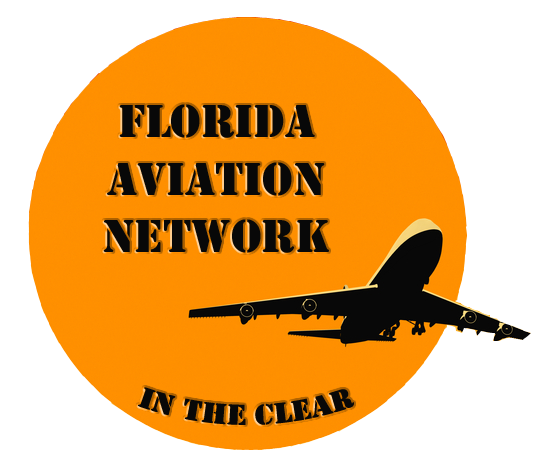 FLORIDA
AVIATION
NETWORK
IN THE CLEAR